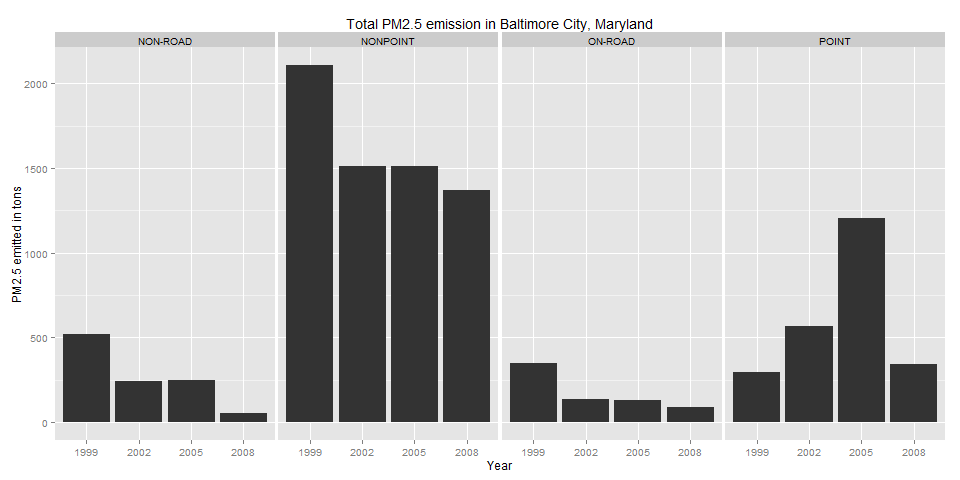 Total PM2.5 emission in Baltimore City, Maryland
NON-ROAD NONPOINT ON-ROAD POINT
PM2.5 emitted in tons
2000
1500
1000
500
0
1999 2002 2005 2008 1999 2002 2005 2008 1999 2002 2005 2008 1999 2002 2005 2008
Year